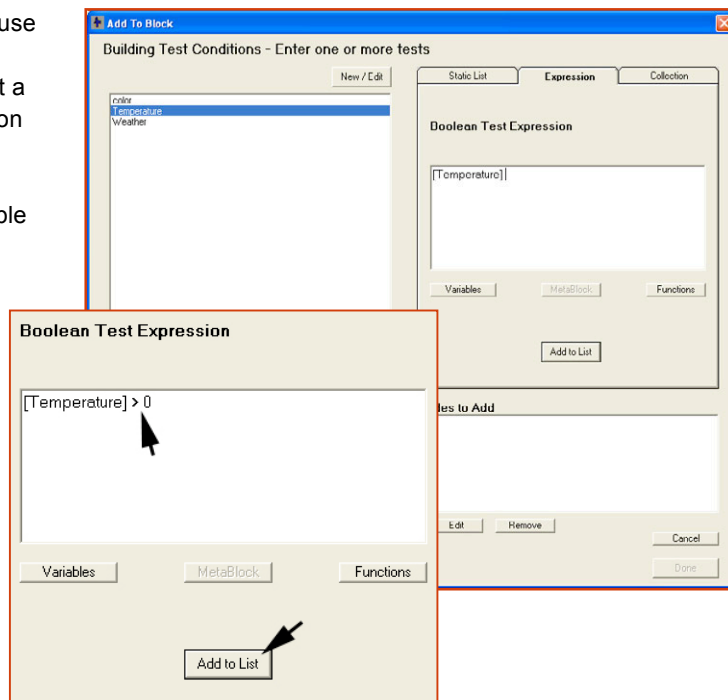 use
t a
on
ble
Add To Block
Building Test Conditions - Enter one or more tests
New / Edit
color
Temperature
Weather
Static List
Expression
Collection
Boolean Test Expression
[Temperature]
Variables
MetaBlock
Functions
Add to List
les to Add
Edit
Remove
Cancel
Done
Boolean Test Expression
[Temperature] > 0
Variables
MetaBlock
Functions
Add to List